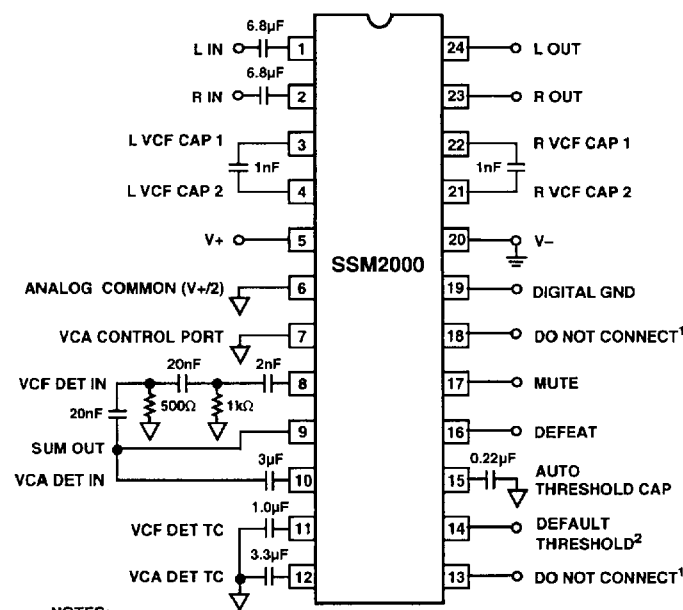 6.8µF
L IN
1
24
L OUT
6.8µF
R IN
2
23
R OUT
L VCF CAP 1
3
22
R VCF CAP 1
1nF
1nF
L VCF CAP 2
4
21
R VCF CAP 2
V+
5
20
V–
SSM2000
ANALOG COMMON (V+/2)
6
19
DIGITAL GND
VCA CONTROL PORT
7
18
DO NOT CONNECT¹
20nF
2nF
VCF DET IN
8
17
MUTE
20nF
500Ω
1kΩ
SUM OUT
9
16
DEFEAT
3µF
0.22µF
VCA DET IN
10
15
AUTO
THRESHOLD CAP
1.0µF
VCF DET TC
11
14
DEFAULT
THRESHOLD²
3.3µF
VCA DET TC
12
13
DO NOT CONNECT¹